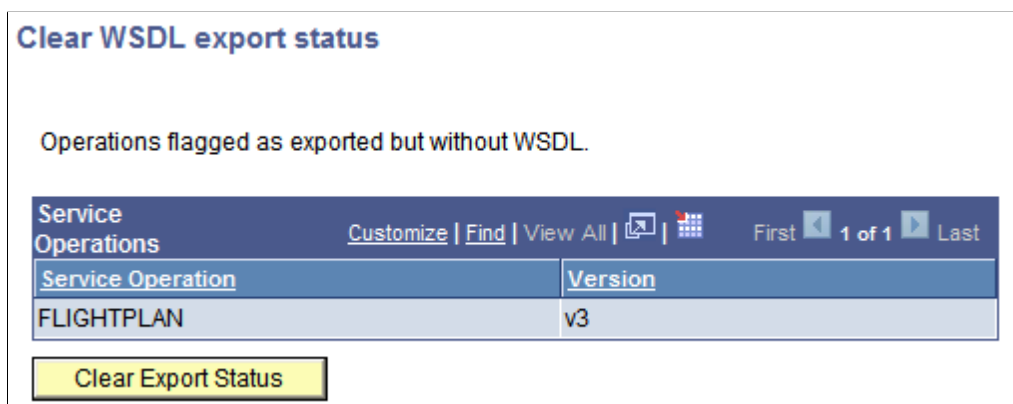 Clear WSDL export status
Operations flagged as exported but without WSDL.
Service
Operations
Customize | Find | View All | | First 1 of 1 Last
Service Operation Version
FLIGHTPLAN v3
Clear Export Status